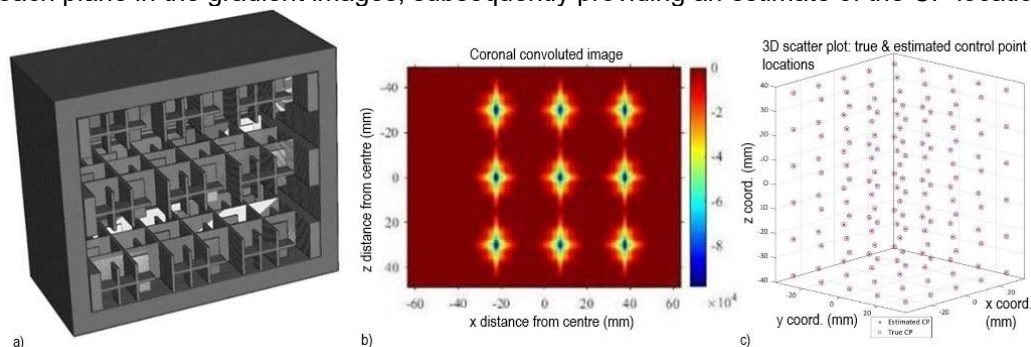 each plane in the gradient images, subsequently providing an estimate of the CP locatio
Coronal convoluted image
-40
-20
0
20
40
z distance from centre (mm)
-60 -40 -20 0 20 40 60
x distance from centre (mm)
0
-2
-4
-6
-8
×10⁴
3D scatter plot: true & estimated control point
locations
40
30
20
10
0
-20
-30
-40
z coord. (mm)
-20
0
20
y coord. (mm)
-20
0
20
x coord.
(mm)
Estimated CP
True CP
a)
b)
c)